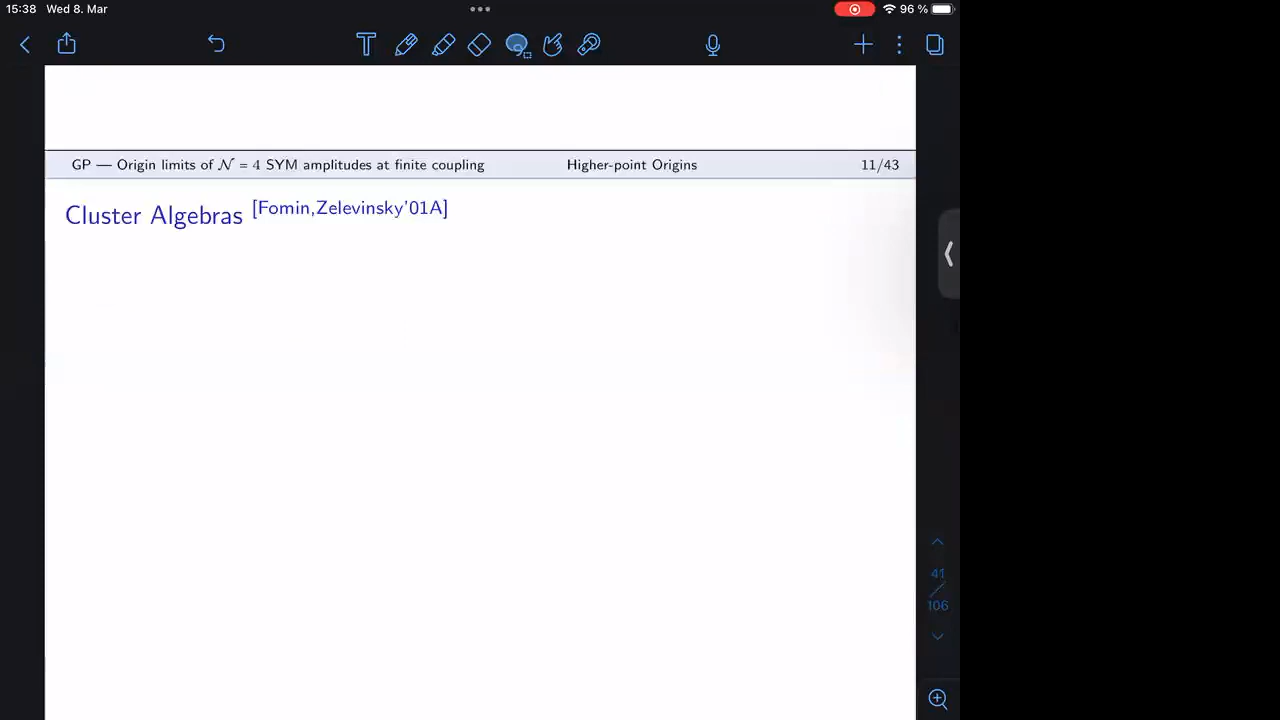 15:38 Wed 8. Mar 96 %
GP — Origin limits of 𝒩 = 4 SYM amplitudes at finite coupling Higher-point Origins 11/43
Cluster Algebras [Fomin,Zelevinsky'01A]
41
106